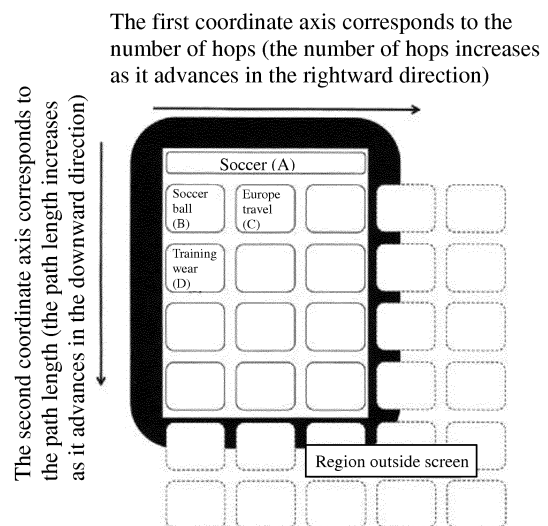 The first coordinate axis corresponds to the
number of hops (the number of hops increases
as it advances in the rightward direction)
The second coordinate axis corresponds to
the path length (the path length increases
as it advances in the downward direction)
Soccer (A)
Soccer
ball
(B)
Europe
travel
(C)
Training
wear
(D)
Region outside screen